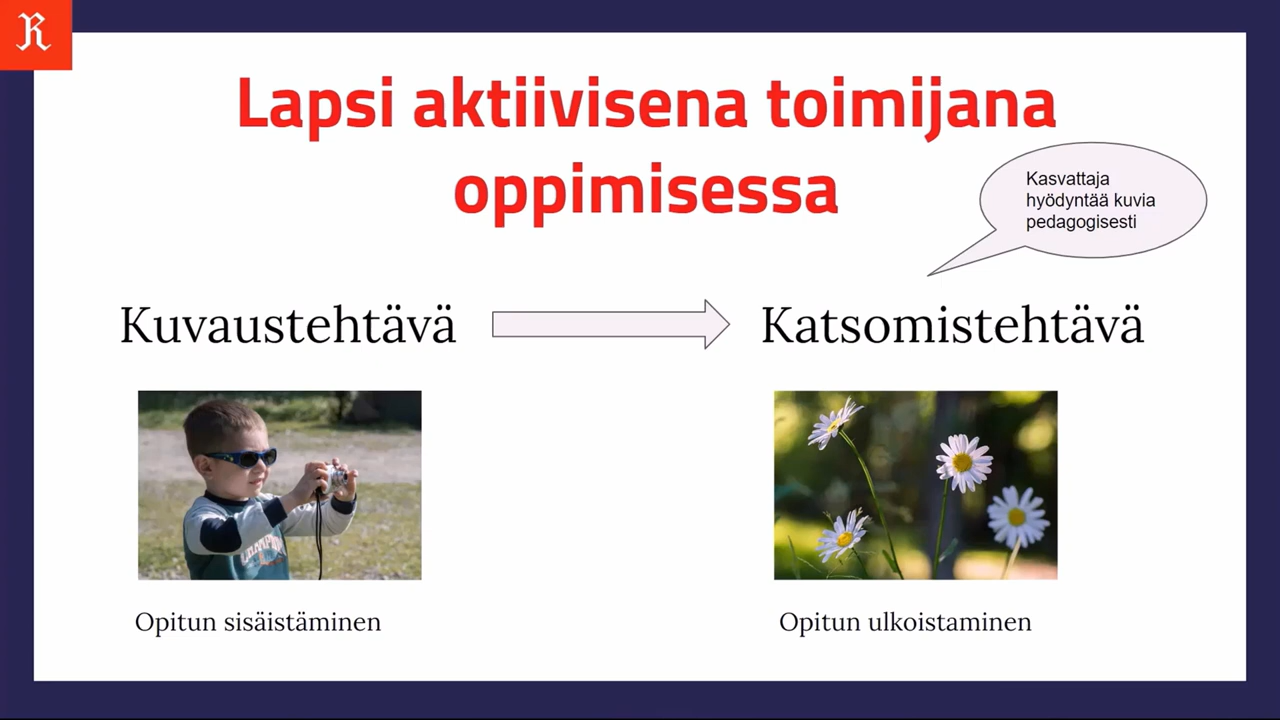 R
Lapsi aktiivisena toimijana
oppimisessa
Kasvattaja
hyödyntää kuvia
pedagogisesti
Kuvaustehtävä
Katsomistehtävä
Opitun sisäistäminen
Opitun ulkoistaminen